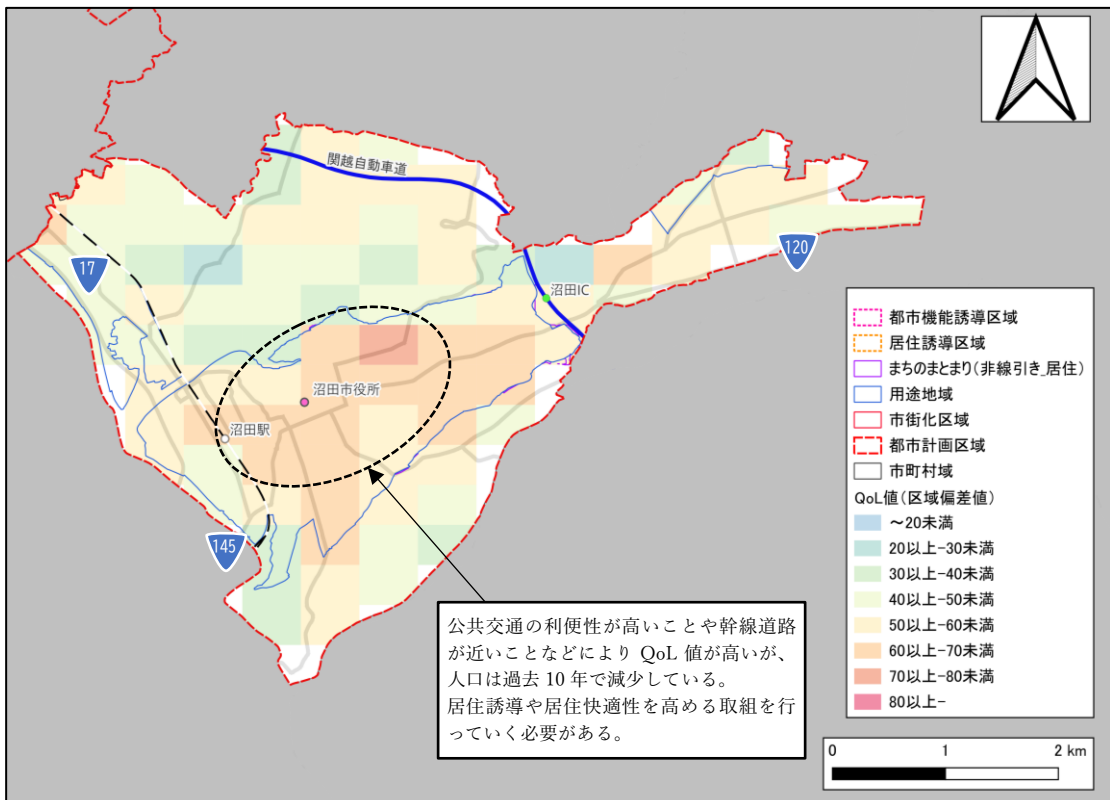 関越自動車道
120
17
沼田IC
沼田市役所
沼田駅
145
都市機能誘導区域
居住誘導区域
まちのまとまり(非線引き_居住)
用途地域
市街化区域
都市計画区域
市町村域
QoL値(区域偏差値)
～20未満
20以上-30未満
30以上-40未満
40以上-50未満
50以上-60未満
60以上-70未満
70以上-80未満
80以上-
公共交通の利便性が高いことや幹線道路
が近いことなどにより QoL 値が高いが、
人口は過去 10 年で減少している。
居住誘導や居住快適性を高める取組を行
っていく必要がある。
0 1 2 km